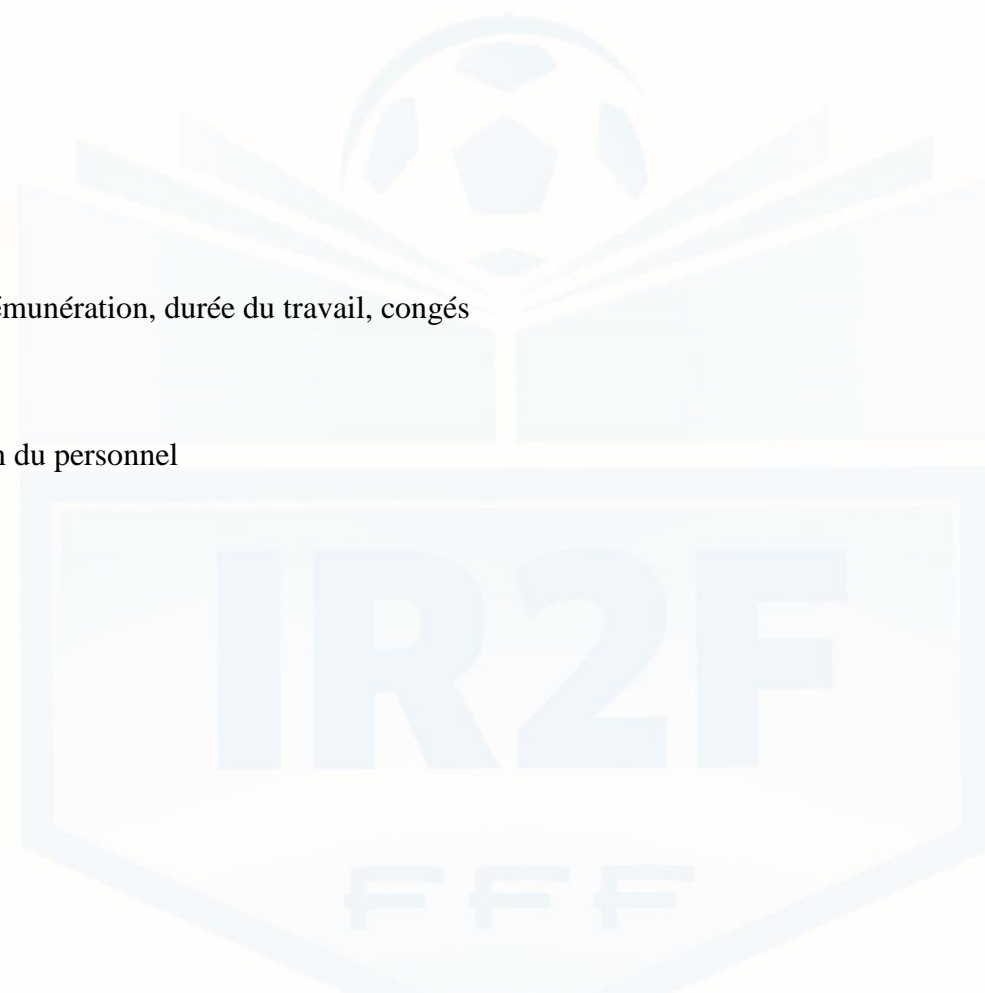 émunération, durée du travail, congés
n du personnel
IR2F
FFF